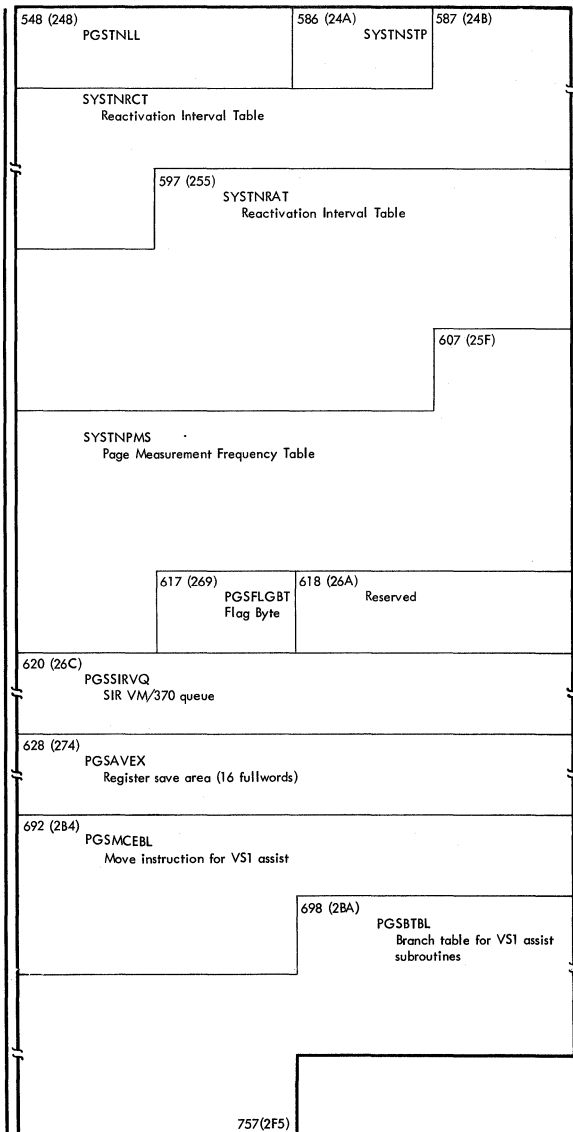 548 (248)
PGSTNLL
586 (24A)
SYSTNSTP
587 (24B)
SYSTNRCT
Reactivation Interval Table
597 (255)
SYSTNRAT
Reactivation Interval Table
607 (25F)
SYSTNPMS
Page Measurement Frequency Table
617 (269)
PGSFLGBT
Flag Byte
618 (26A)
Reserved
620 (26C)
PGSSIRVQ
SIR VM/370 queue
628 (274)
PGSAVEX
Register save area (16 fullwords)
692 (2B4)
PGSMCEBL
Move instruction for VS1 assist
698 (2BA)
PGSBTBL
Branch table for VS1 assist
subroutines
757(2F5)